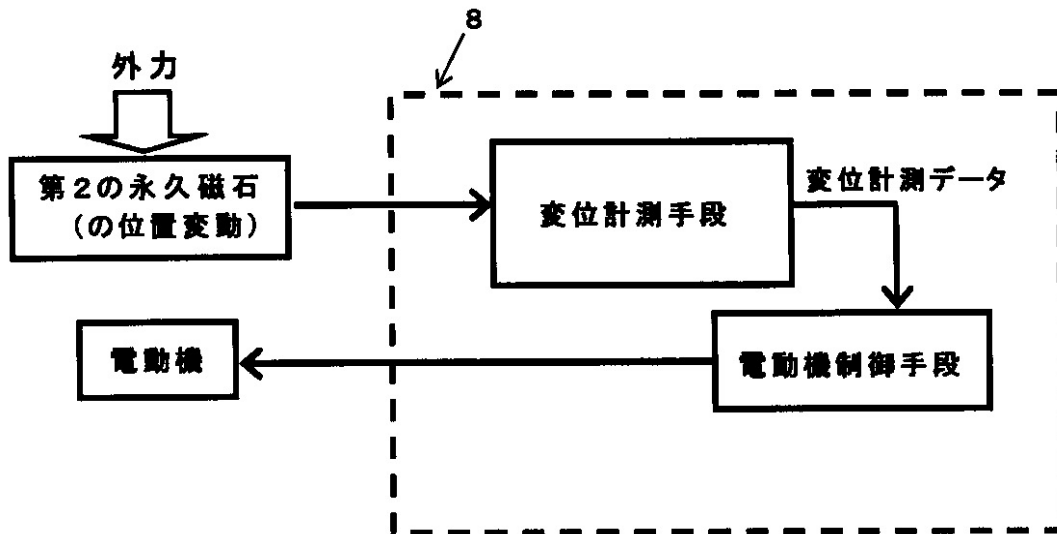 8
外力
第2の永久磁石
(の位置変動)
変位計測手段
変位計測データ
電動機
電動機制御手段